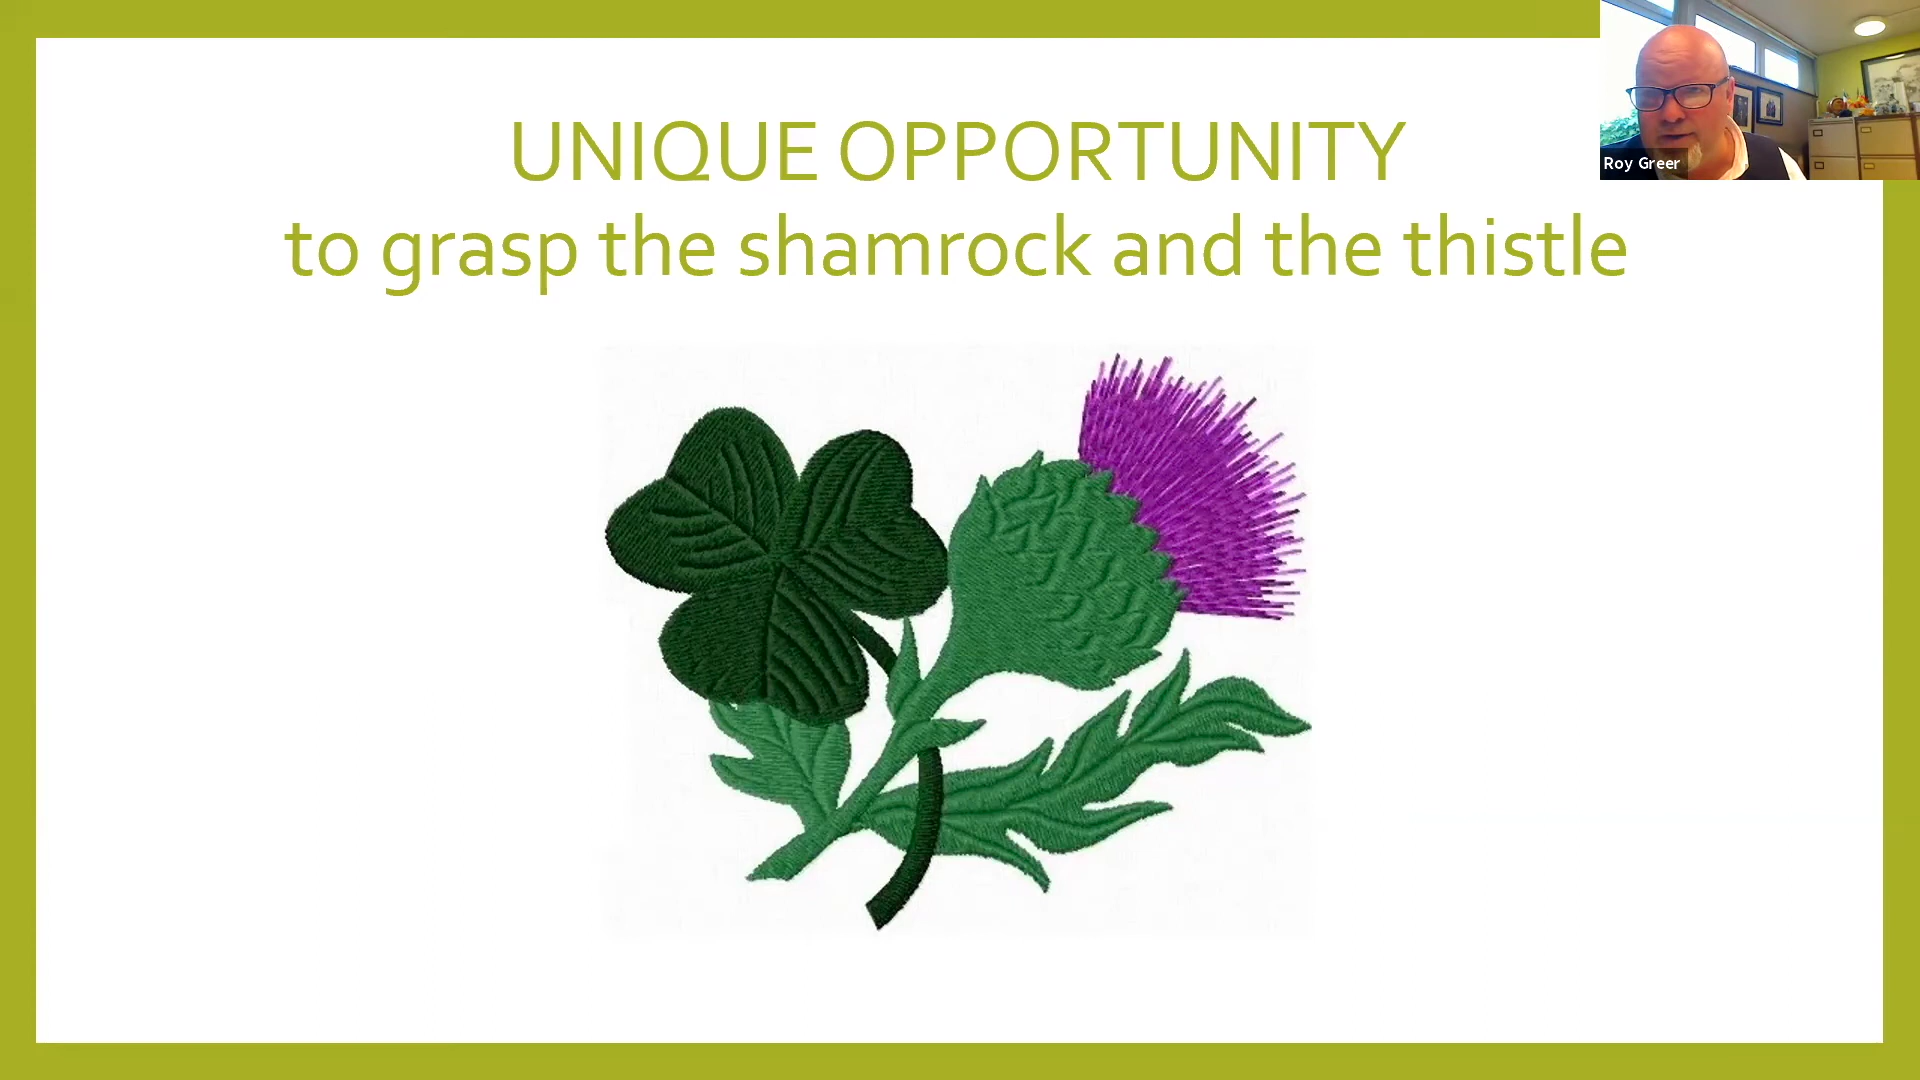 UNIQUE OPPORTUNITY
to grasp the shamrock and the thistle
Roy Greer